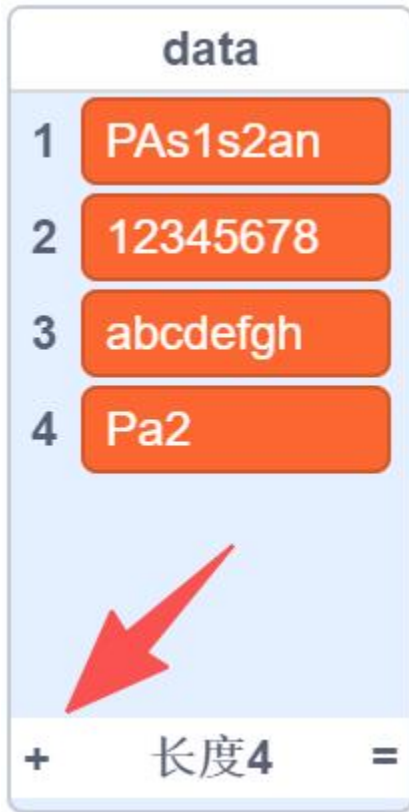 data
1 PAs1s2an
2 12345678
3 abcdefgh
4 Pa2
+ 长度4 =